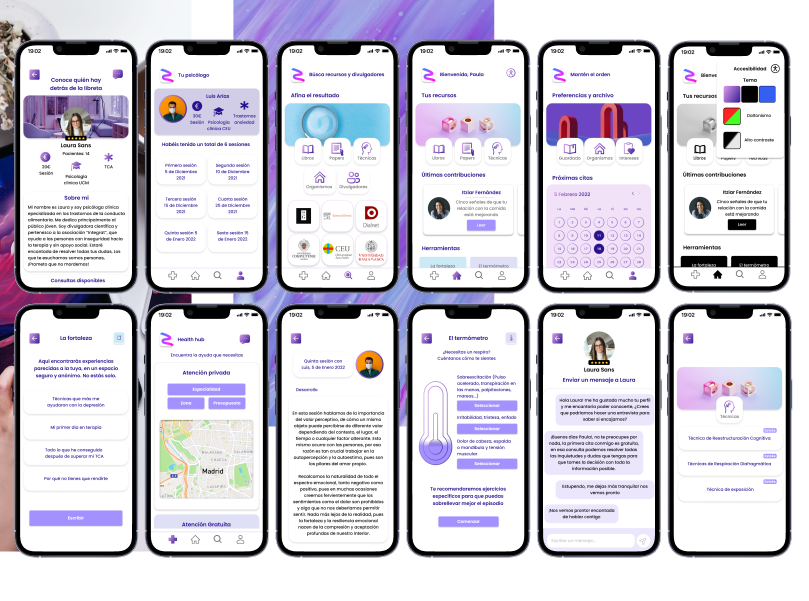 19:02
Conoce quién hay
detrás de la libreta
Laura Sans
Pacientes: 14
20€
Sesión
Psicología
clínica UCM
TCA
Sobre mí
Mi nombre es Laura y soy psicóloga clínica
especializada en los trastornos de la conducta
alimentaria. Me dedico principalmente al
público joven. Soy divulgadora científica y
pertenezco a la asociación "Integral", que
ayuda a las personas con inseguridad hacia
la terapia y sin apoyo social. Estaré
encantada de resolver todas tus dudas,
¡Prometo que no mordemos!
Consultas disponibles
19:02
Tu psicólogo
Luis Arias
30€
Sesión
Psicología
clínica CEU
Trastornos
ansiedad
Habéis tenido un total de 6 sesiones
Primera sesión
5 de Diciembre
2021
Segunda sesión
10 de Diciembre
2021
Tercera sesión
15 de Diciembre
2021
Cuarta sesión
25 de Diciembre
2021
Quinta sesión 5
de Enero 2022
Sexta sesión 15
de Enero 2022
19:02
Busca recursos y divulgadores
Afina el resultado
Libros
Papers
Técnicas
Organismos
Divulgadores
Dialnet
UNIVERSIDAD
COMPLUTENSE
CEU
19:02
Bienvenida, Paula
Tus recursos
Libros
Papers
Técnicas
Últimas contribuciones
Itziar Fernández
Cinco señales de que tu
relación con la comida
está mejorando
Leer
Herramientas
La fortaleza
El termómetro
19:02
Mantén el orden
Preferencias y archivo
Guardado
Organismos
Intereses
Próximas citas
5 Febrero 2022
19:02
Bienve
Accesibilidad
Tema
Daltonismo
Alto contraste
Tus recursos
Libros
Papers
Técnicas
Últimas contribuciones
Itziar Fernández
Cinco señales de que tu
relación con la comida
está mejorando
Leer
Herramientas
La fortaleza
El termómetro
19:02
La fortaleza
Aquí encontrarás experiencias
parecidas a la tuya, en un espacio
seguro y anónimo. No estás solo.
Técnicas que más me
ayudaron con la depresión
Mi primer día en terapia
Todo lo que he conseguido
después de superar mi TCA
Por qué no tienes que rendirte
Escribir
19:02
Health hub
Encuentra la ayuda que necesitas
Atención privada
Especialidad
Zona
Presupuesto
Madrid
Atención Gratuita
19:02
Quinta sesión con
Luis, 5 de Enero 2022
Desarrollo
En esta sesión hablamos de la importancia
del valor perceptivo, de cómo un mismo
objeto puede percibirse de diferente valor
dependiendo del contexto, el lugar, el
tiempo o cualquier factor alterante. Esto
mismo ocurre con las personas, por esa
razón es tan crucial trabajar en la
autopercepción y la autoestima, pues son
los pilares del amor propio.
Recalcamos la naturalidad de todo el
espectro emocional, tanto negativo como
positivo, pues en muchas ocasiones
creemos fervientemente que los
sentimientos como el dolor son prohibidos
y algo que no nos deberíamos permitir
sentir. Nada más lejos de la realidad, pues
la fortaleza y la resiliencia emocional
nacen de la compresión y la aceptación
profundas de nuestro interior.
19:02
El termómetro
¿Necesitas un respiro?
Cuéntanos cómo te sientes
Sobreexcitación (Pulso
acelerado, transpiración en
las manos, palpitaciones,
mareos...)
Seleccionar
Irritabilidad, tristeza, enfado
Seleccionar
Dolor de cabeza, espalda
o mandíbula y tensión
muscular.
Seleccionar
Te recomendaremos ejercicios
específicos para que puedas
sobrellevar mejor el episodio
Comenzar
19:02
Laura Sans
Enviar un mensaje a Laura
Hola Laura! me ha gustado mucho tu perfil
y me encantaría poder conocerte, ¿Crees
que podríamos hacer una entrevista para
saber si encajamos?
¡Buenos días Paula!, no te preocupes por
nada, la primera cita conmigo es gratuita,
en esa consulta podemos resolver todas
las inquietudes y dudas que tengas para
que tomes la decisión con toda la
información posible.
Estupendo, me dejas más tranquila! nos
vemos pronto
¡Nos vemos pronto! encantada
de hablar contigo
Escribe un mensaje...
19:02
Técnicas
Técnica de Reestructuración Cognitiva
Técnicas de Respiración Diafragmática
Técnica de exposición